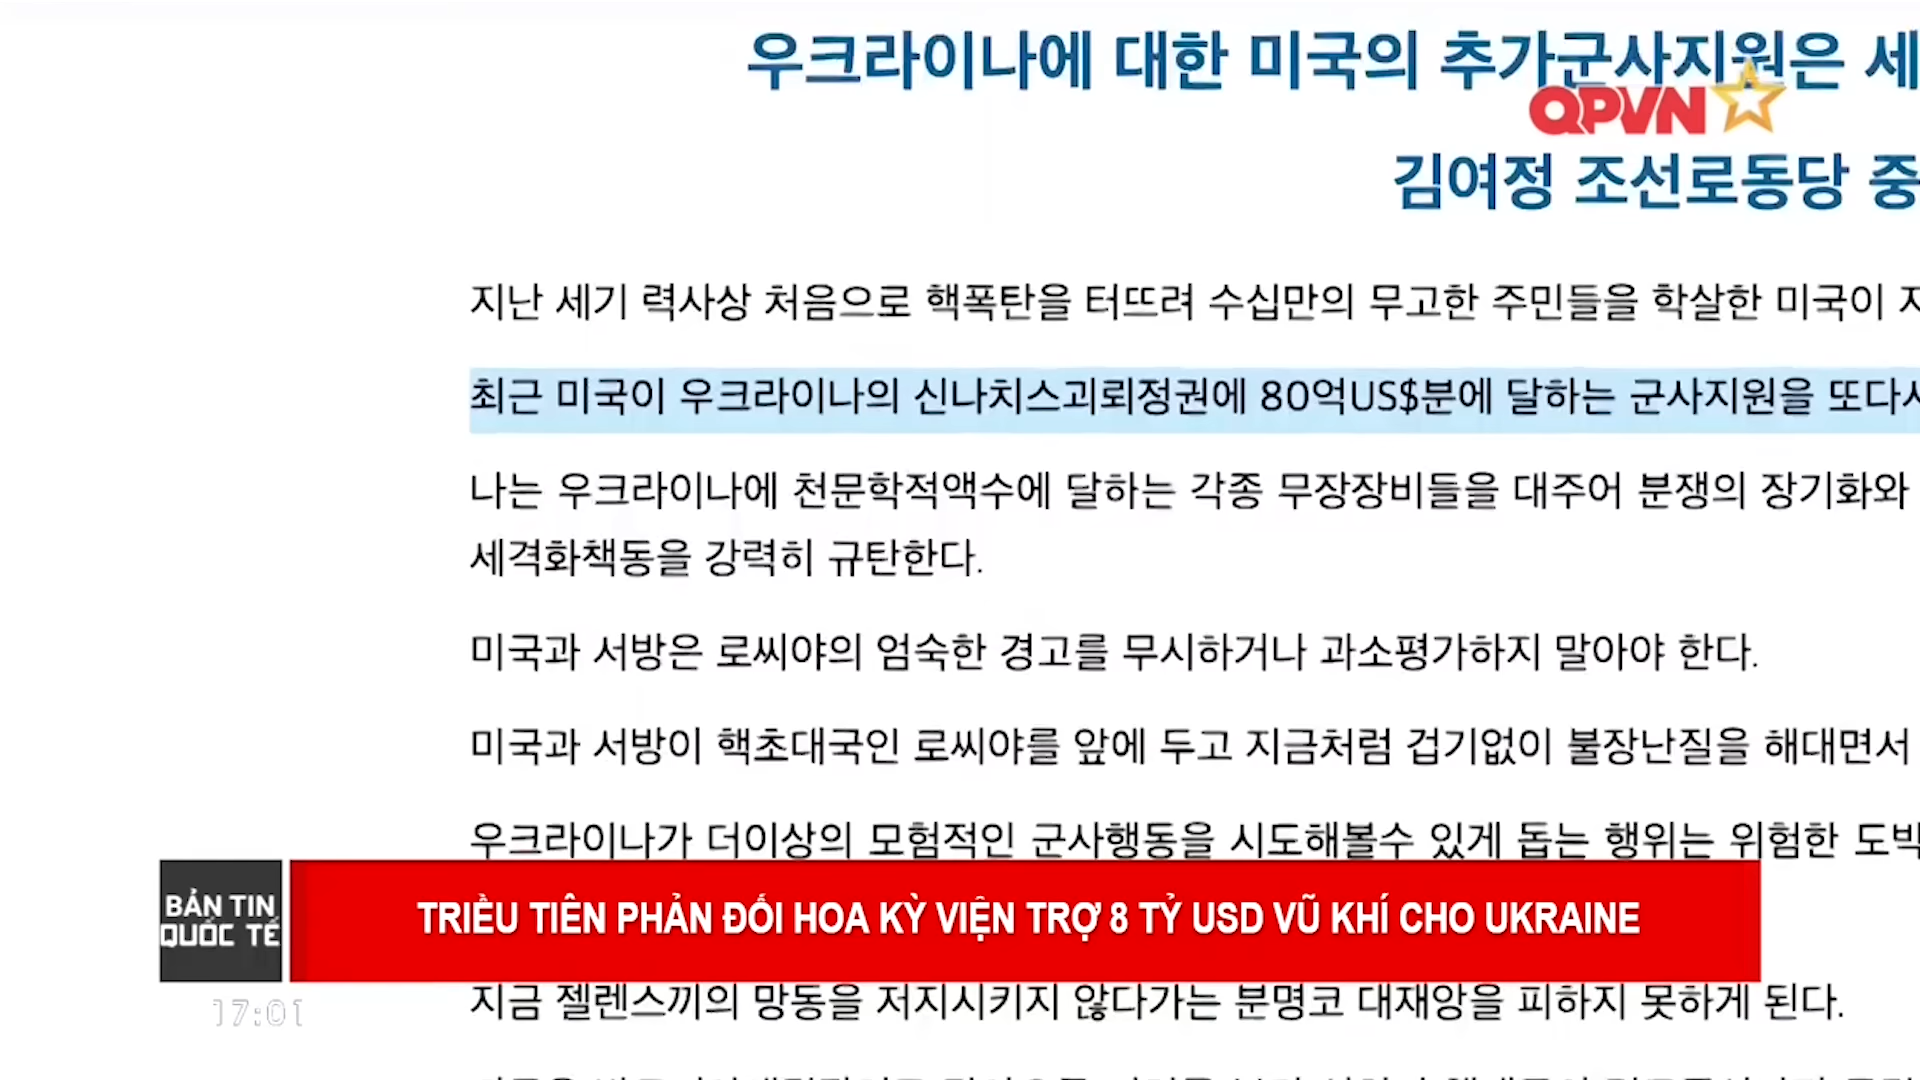 우크라이나에 대한 미국의 추가군사지원은 세
QPVN
김여정 조선로동당 중
지난 세기 력사상 처음으로 핵폭탄을 터뜨려 수십만의 무고한 주민들을 학살한 미국이
최근 미국이 우크라이나의 신나치스괴뢰정권에 80억US$분에 달하는 군사지원을 또다시
나는 우크라이나에 천문학적액수에 달하는 각종 무장장비들을 대주어 분쟁의 장기화와
세격화책동을 강력히 규탄한다.
미국과 서방은 로씨야의 엄숙한 경고를 무시하거나 과소평가하지 말아야 한다.
미국과 서방이 핵초대국인 로씨야를 앞에 두고 지금처럼 겁기없이 불장난질을 해대면서
우크라이나가 더이상의 모험적인 군사행동을 시도해볼수 있게 돕는 행위는 위험한 도박
BẢN TIN
QUỐC TẾ
TRIỀU TIÊN PHẢN ĐỐI HOA KỲ VIỆN TRỢ 8 TỶ USD VŨ KHÍ CHO UKRAINE
17:01
지금 젤렌스끼의 망동을 저지시키지 않다가는 분명코 대재앙을 피하지 못하게 된다.